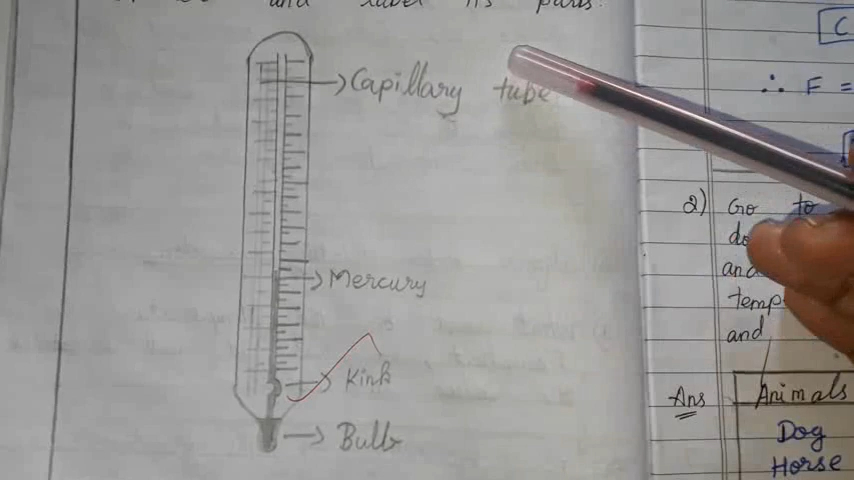 and label its parts.
Capillary tube
Mercury
Kink
Bulb
C
∴ F =
2) Go to
do
and
temp
and
Ans
Animals
Dog
Horse